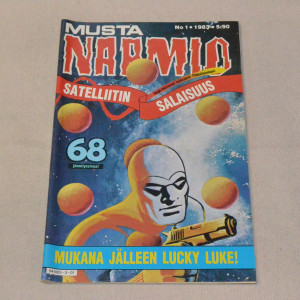 MUSTA
No 1 • 1983 • 5:90
NAAMIO
SATELLIITIN
SALAISUUS
68
MUKANA JÄLLEEN LUCKY LUKE!